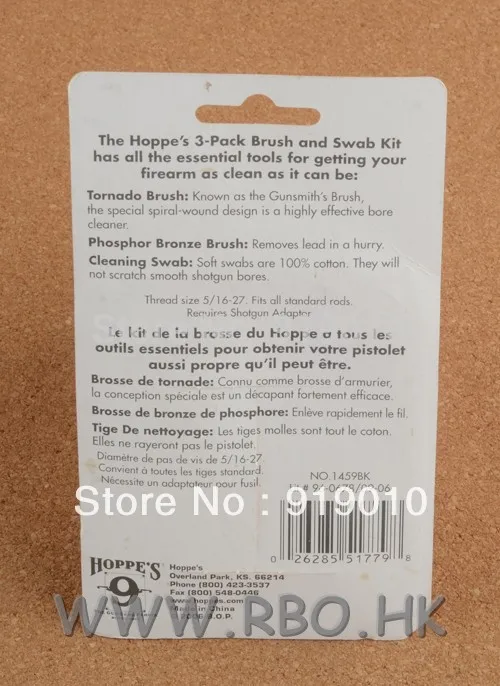 The Hoppe's 3-Pack Brush and Swab Kit
has all the essential tools for getting your
firearm as clean as it can be:
Tornado Brush: Known as the Gunsmith's Brush,
the special spiral-wound design is a highly effective bore
cleaner.
Phosphor Bronze Brush: Removes lead in a hurry.
Cleaning Swab: Soft swabs are 100% cotton. They will
not scratch smooth shotgun bores.
Thread size 5/16-27. Fits all standard rods.
Requires Shotgun Adaptor
Le kit de la brosse du Hoppe a tous les
outils essentiels pour obtenir votre pistolet
aussi propre qu'il peut être.
Brosse de tornade: Connu comme brosse d'armurier,
la conception spéciale est un décapant fortement efficace.
Brosse de bronze de phosphore: Enlève rapidement le fil.
Tige De nettoyage: Les tiges molles sont tout le coton.
Elles ne rayeront pas le pistolet.
Diamètre de pas de vis de 5/16-27.
Convient à toutes les tiges standard.
Nécessite un adaptateur pour fusil.
NO.1459BK
Store No: 919010
0 26285 51779 8
HOPPE'S
9
Hoppe's
Overland Park, KS. 66214
Phone (800) 423-3537
Fax (800) 548-0446
www.hoppes.com
Made in China
WWW.RBO.HK